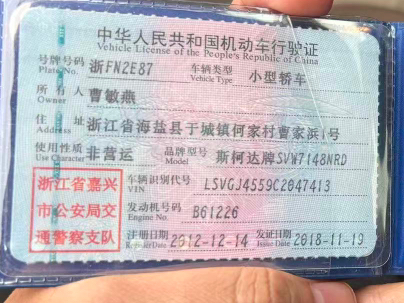 中华人民共和国机动车行驶证
Vehicle License of the People's Republic of China
号牌号码 浙FN2E87 车辆类型 小型轿车
Plate No. Vehicle Type
所有人 曹敏燕
Owner
住址 浙江省海盐县于城镇何家村曹家浜1号
Address
使用性质 非营运 品牌型号 斯柯达牌SVW7148NRD
Use Character Model
浙江省嘉兴
市公安局交
通警察支队
车辆识别代号 LSVGJ4559C2047413
VIN
发动机号码 B61226
Engine No.
注册日期 2012-12-14 发证日期 2018-11-19
Register Date Issue Date